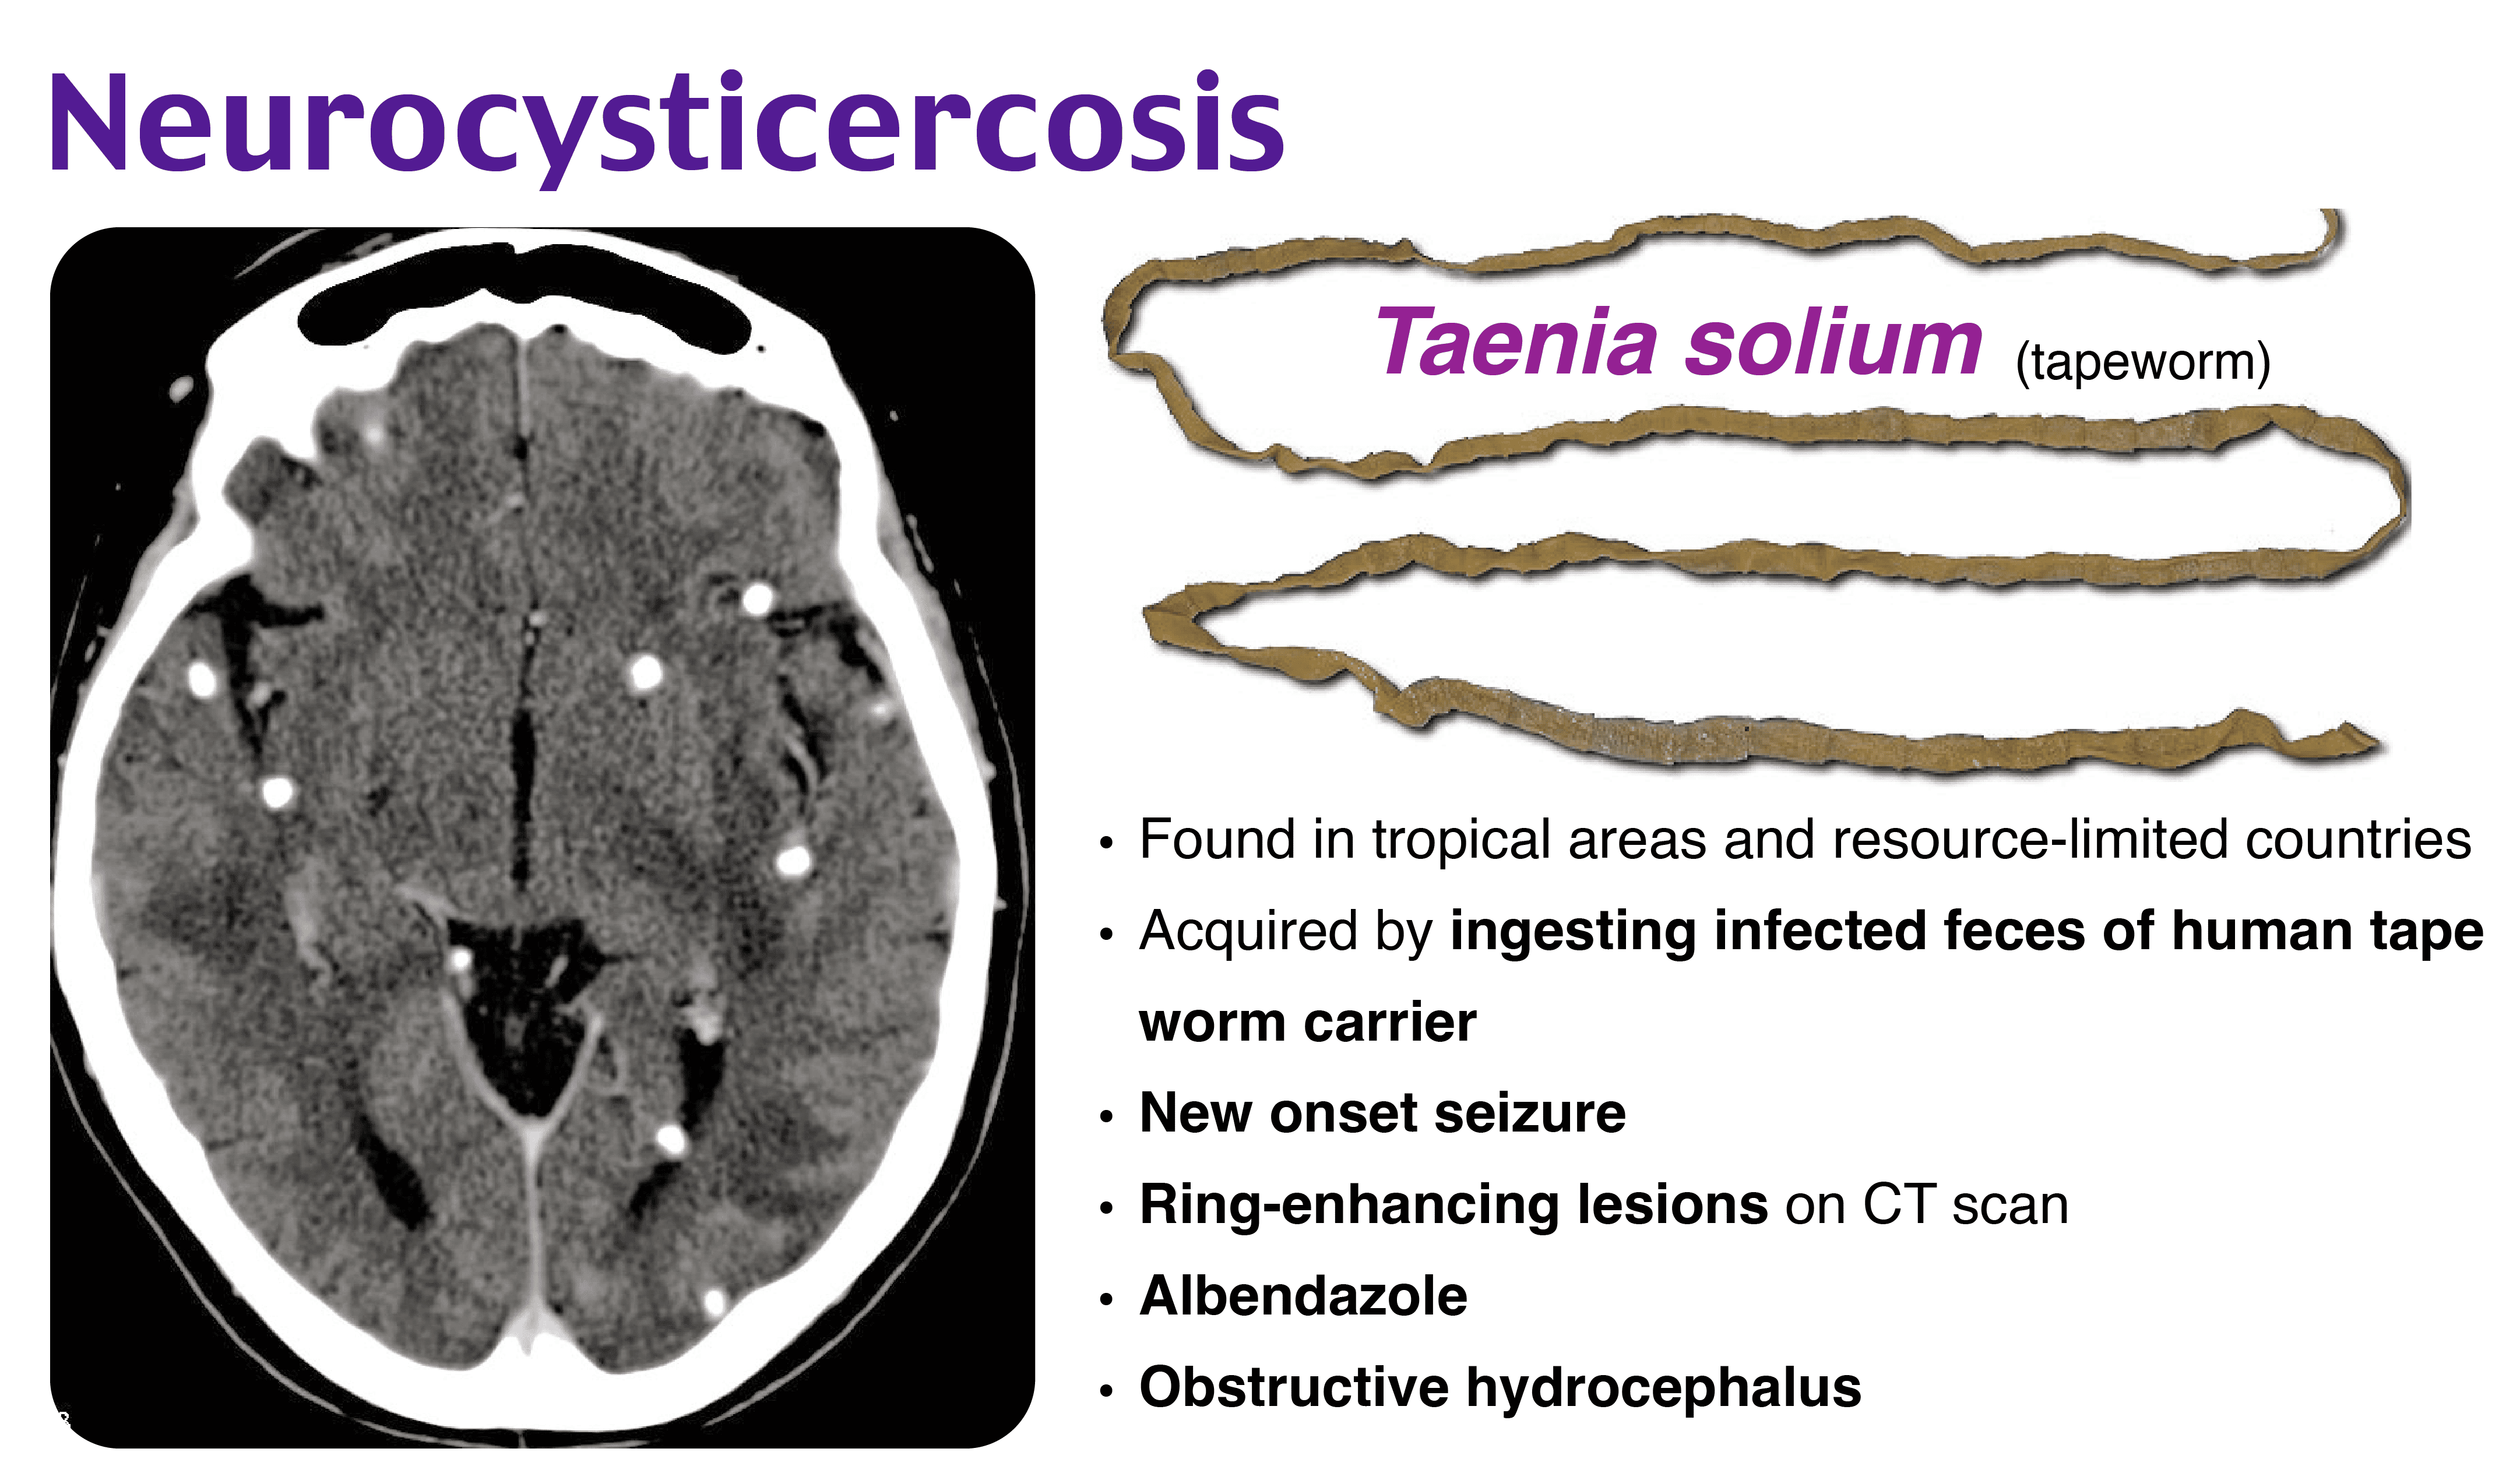 Neurocysticercosis
Taenia solium (tapeworm)
• Found in tropical areas and resource-limited countries
• Acquired by ingesting infected feces of human tape
worm carrier
• New onset seizure
• Ring-enhancing lesions on CT scan
• Albendazole
• Obstructive hydrocephalus